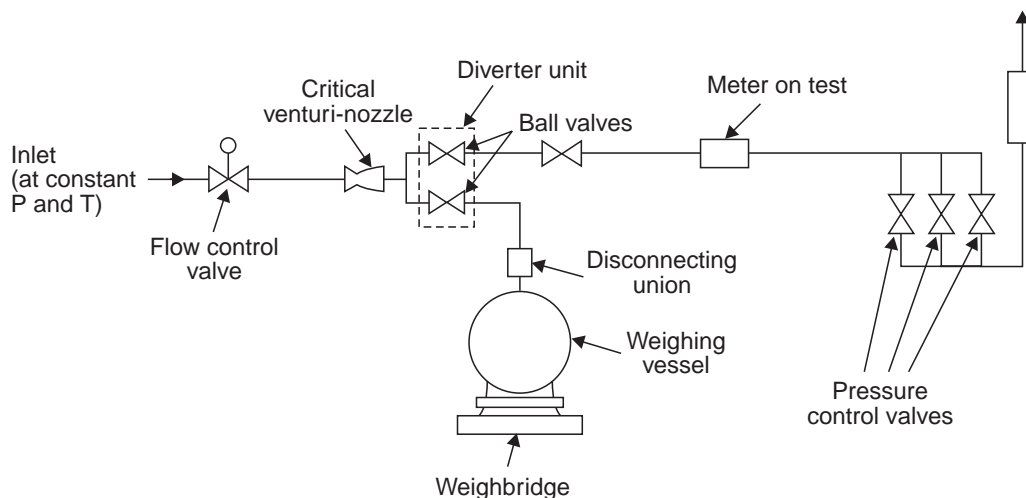 Diverter unit
Critical
venturi-nozzle
Ball valves
Meter on test
Inlet
(at constant
P and T)
Flow control
valve
Disconnecting
union
Weighing
vessel
Pressure
control valves
Weighbridge